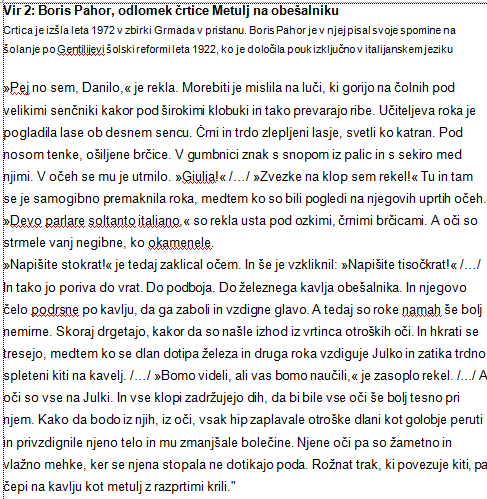 Vir 2: Boris Pahor, odlomek črtice Metulj na obešalniku
Črtica je izšla leta 1972 v zbirki Grmada v pristanu. Boris Pahor je v njej pisal svoje spomine na
šolanje po Gentilijevi šolski reformi leta 1922, ko je določila pouk izključno v italijanskem jeziku
»Pej no sem, Danilo,« je rekla. Morebiti je mislila na luči, ki gorijo na čolnih pod
velikimi senčniki kakor pod širokimi klobuki in tako prevarajo ribe. Učiteljeva roka je
pogladila lase ob desnem sencu. Črni in trdo zlepljeni lasje, svetli ko katran. Pod
nosom tenke, ošiljene brčice. V gumbnici znak s snopom iz palic in s sekiro med
njimi. V očeh se mu je utrnilo. »Giulia!« /…/ »Zvezke na klop sem rekel!« Tu in tam
se je samogibno premaknila roka, medtem ko so bili pogledi na njegovih uprtih očeh.
»Devo parlare soltanto italiano,« so rekla usta pod ozkimi, črnimi brčicami. A oči so
strmele vanj negibne, ko okamenele.
»Napišite stokrat!« je tedaj zaklical očem. In še je vzkliknil: »Napišite tisočkrat!« /…/
In tako jo poriva do vrat. Do podboja. Do železnega kavlja obešalnika. In njegovo
čelo podrsne po kavlju, da ga zaboli in vzdigne glavo. A tedaj so roke namah še bolj
nemirne. Skoraj drgetajo, kakor da so našle izhod iz vrtinca otroških oči. In hkrati se
tresejo, medtem ko se dlan dotipa železa in druga roka vzdiguje Julko in zatika trdno
spleteni kiti na kavelj. /…/ »Bomo videli, ali vas bomo naučili,« je zasoplo rekel. /…/ A
oči so vse na Julki. In vse klopi zadržujejo dih, da bi bile vse oči še bolj tesno pri
njem. Kako da bodo iz njih, iz oči, vsak hip zaplavale otroške dlani kot golobje peruti
in privzdignile njeno telo in mu zmanjšale bolečine. Njene oči pa so žametno in
vlažno mehke, ker se njena stopala ne dotikajo poda. Rožnat trak, ki povezuje kiti, pa
čepi na kavlju kot metulj z razprtimi krili."